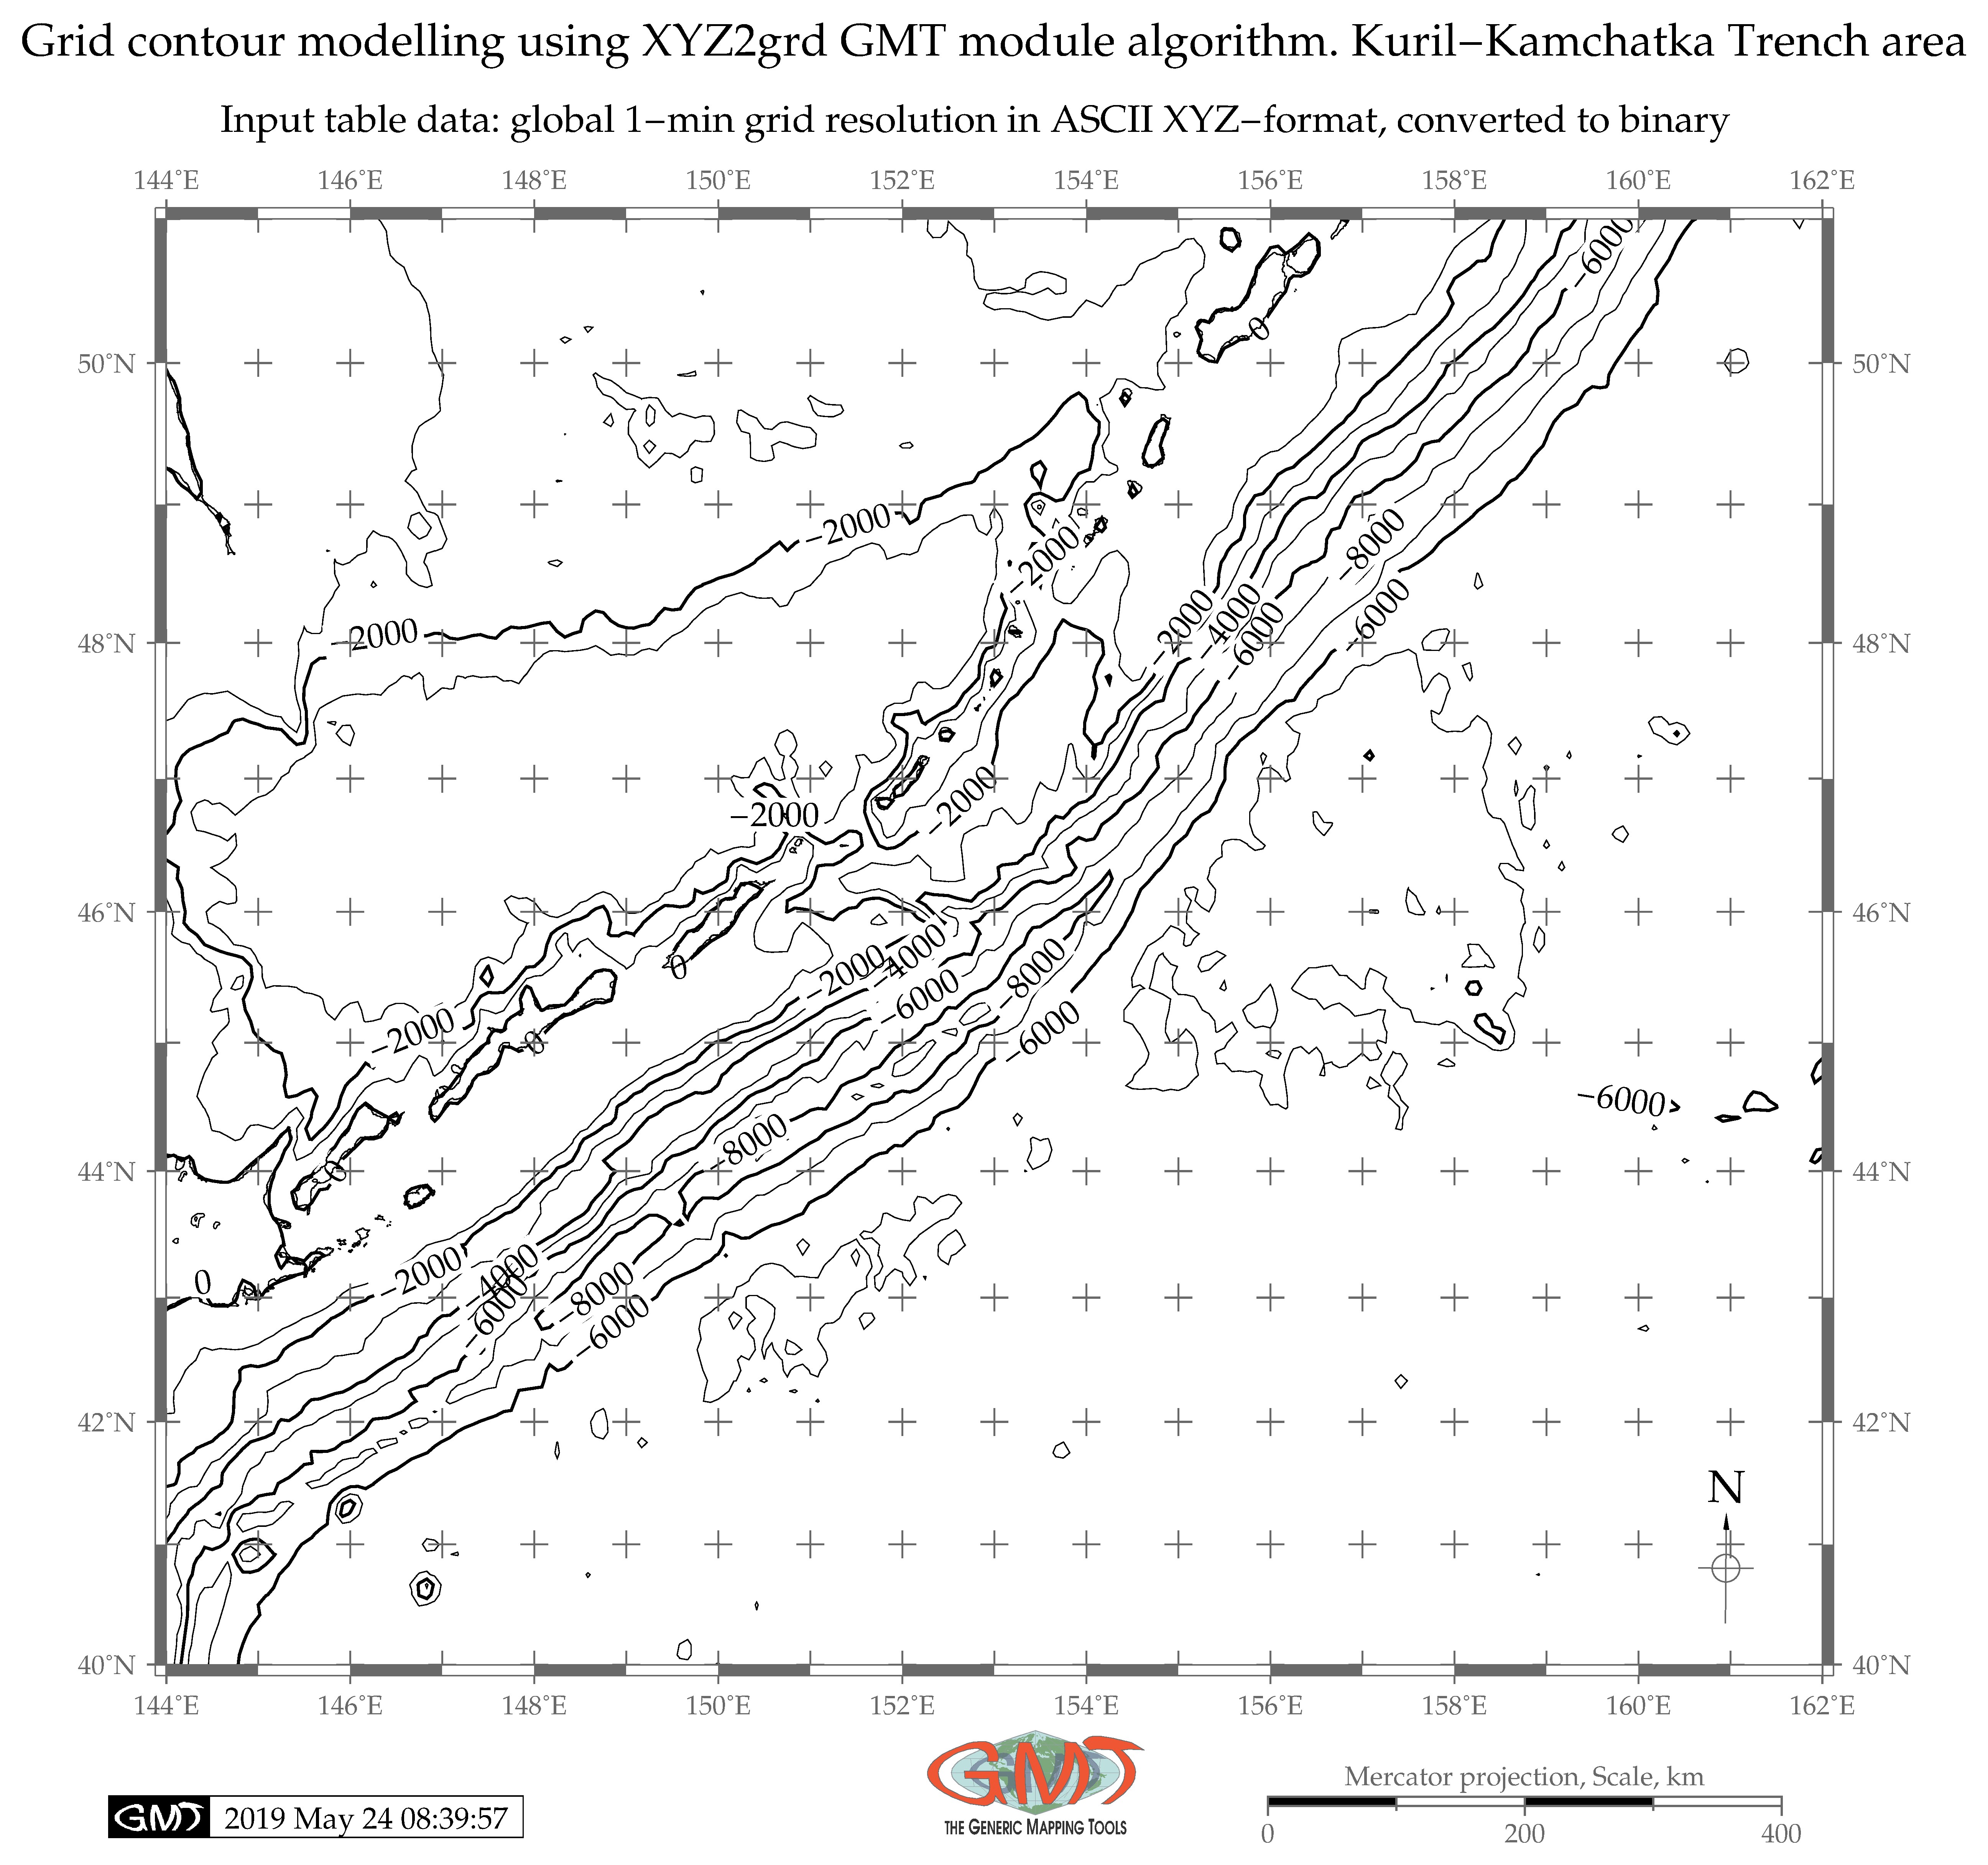 Grid contour modelling using XYZ2grd GMT module algorithm. Kuril−Kamchatka Trench area
Input table data: global 1−min grid resolution in ASCII XYZ−format, converted to binary
144˚E 146˚E 148˚E 150˚E 152˚E 154˚E 156˚E 158˚E 160˚E 162˚E
−6000
0
50˚N 50˚N
−2000
−8000
−2000
−6000
−2000
−2000
−4000
−6000
48˚N 48˚N
−2000
−2000
46˚N 46˚N
0
−2000
−4000
−6000
−8000
−6000
−2000
0
−6000
−8000
44˚N 44˚N
0
0
−2000
−4000
−6000
−8000
−6000
42˚N 42˚N
N
40˚N 40˚N
144˚E 146˚E 148˚E 150˚E 152˚E 154˚E 156˚E 158˚E 160˚E 162˚E
GMT
THE GENERIC MAPPING TOOLS
GMT 2019 May 24 08:39:57
Mercator projection, Scale, km
0 200 400